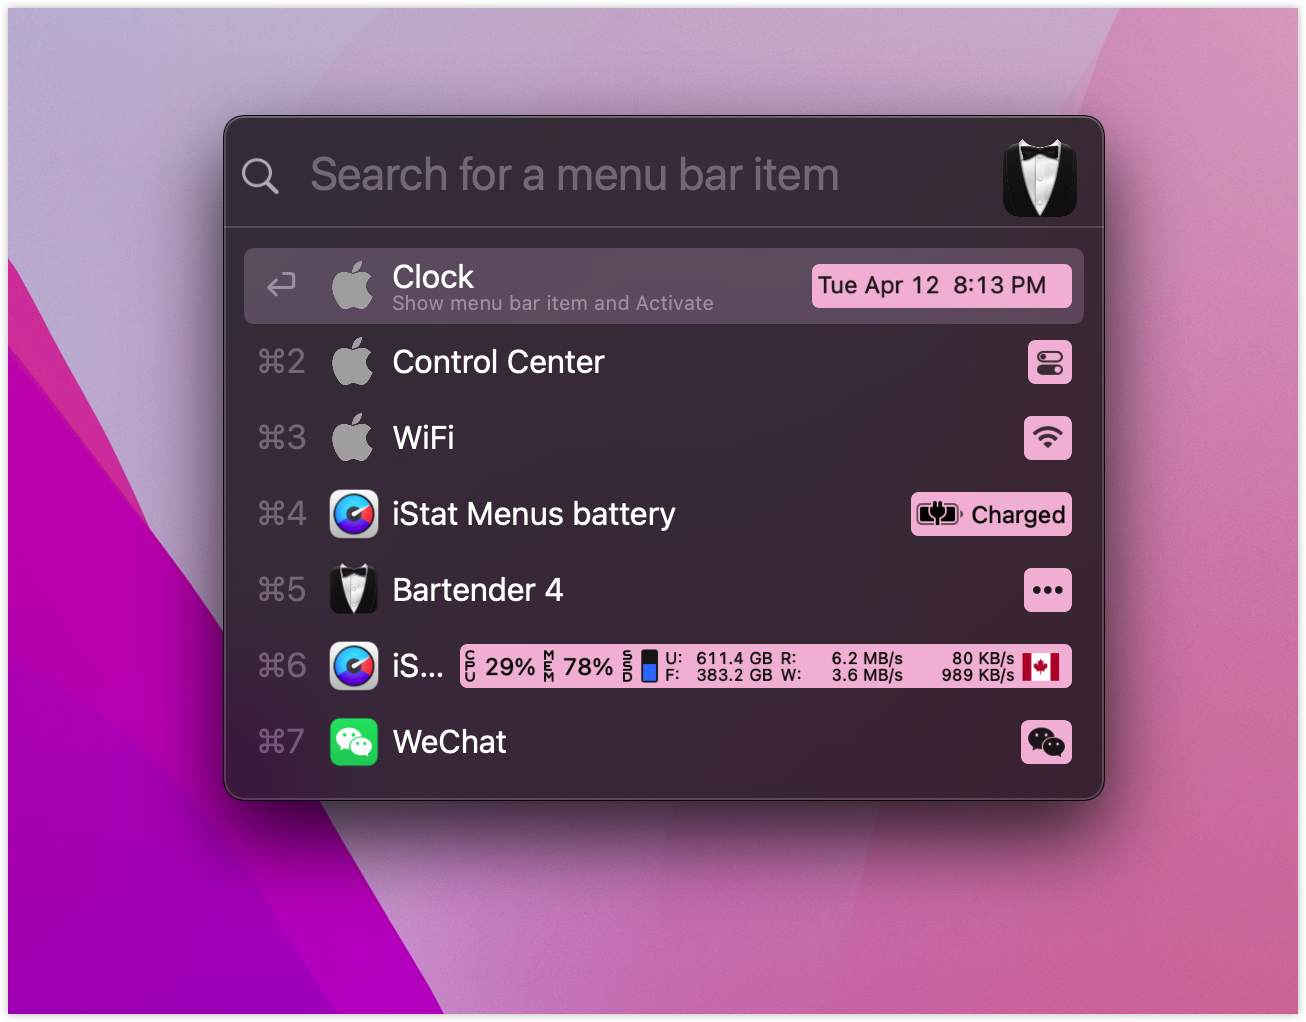 Search for a menu bar item
Clock
Show menu bar item and Activate
Tue Apr 12 8:13 PM
⌘2 Control Center
⌘3 WiFi
⌘4 iStat Menus battery Charged
⌘5 Bartender 4
⌘6 iS... CPU 29% MEM 78% SSD U: 611.4 GB R: 6.2 MB/s 80 KB/s
F: 383.2 GB W: 3.6 MB/s 989 KB/s
⌘7 WeChat